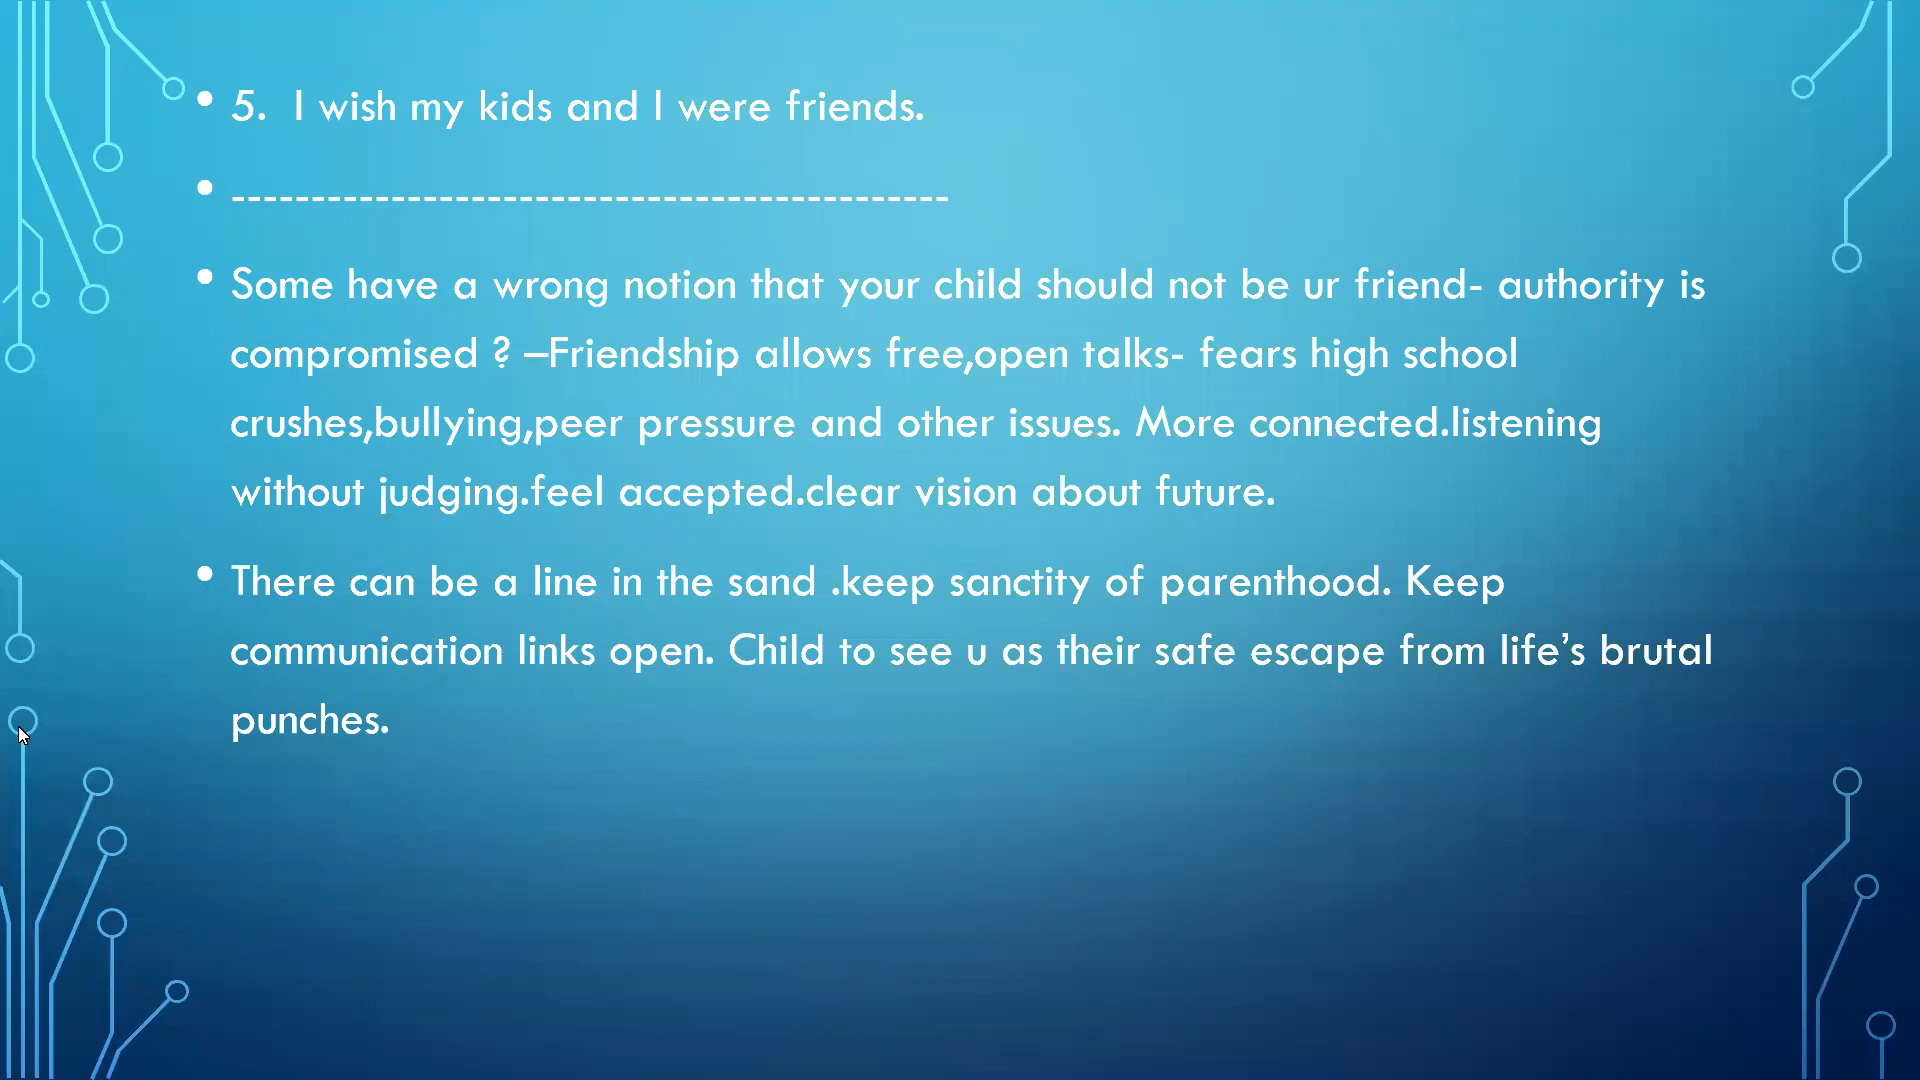 • 5.  I wish my kids and I were friends.
• ---------------------------------------------
• Some have a wrong notion that your child should not be ur friend- authority is
compromised ? –Friendship allows free,open talks- fears high school
crushes,bullying,peer pressure and other issues. More connected.listening
without judging.feel accepted.clear vision about future.
• There can be a line in the sand .keep sanctity of parenthood. Keep
communication links open. Child to see u as their safe escape from life’s brutal
punches.